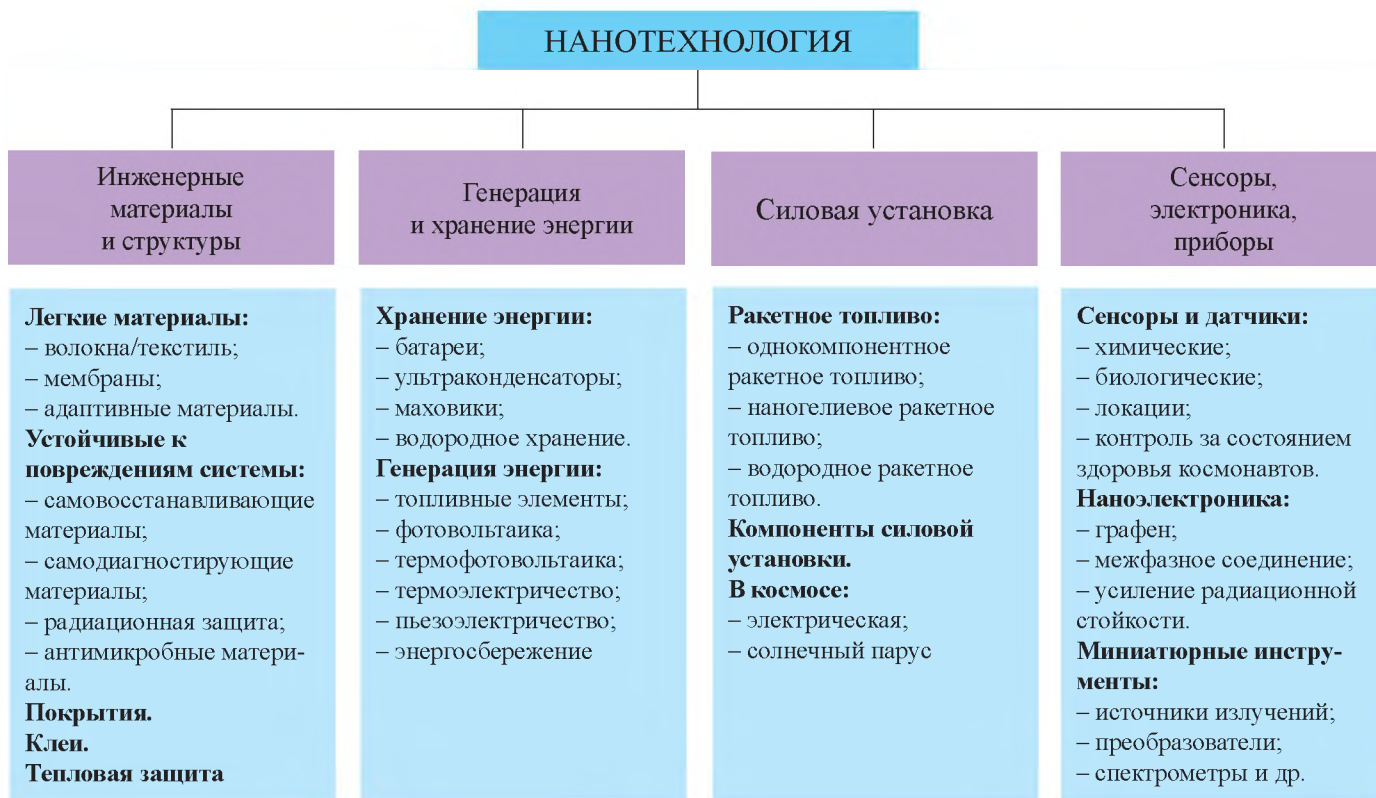 НАНОТЕХНОЛОГИЯ
Инженерные
материалы
и структуры
Генерация
и хранение энергии
Силовая установка
Сенсоры,
электроника,
приборы
Легкие материалы:
– волокна/текстиль;
– мембраны;
– адаптивные материалы.
Устойчивые к
повреждениям системы:
– самовосстанавливающие
материалы;
– самодиагностирующие
материалы;
– радиационная защита;
– антимикробные матери-
алы.
Покрытия.
Клеи.
Тепловая защита
Хранение энергии:
– батареи;
– ультраконденсаторы;
– маховики;
– водородное хранение.
Генерация энергии:
– топливные элементы;
– фотовольтаика;
– термофотовольтаика;
– термоэлектричество;
– пьезоэлектричество;
– энергосбережение
Ракетное топливо:
– однокомпонентное
ракетное топливо;
– наногелиевое ракетное
топливо;
– водородное ракетное
топливо.
Компоненты силовой
установки.
В космосе:
– электрическая;
– солнечный парус
Сенсоры и датчики:
– химические;
– биологические;
– локации;
– контроль за состоянием
здоровья космонавтов.
Наноэлектроника:
– графен;
– межфазное соединение;
– усиление радиационной
стойкости.
Миниатюрные инстру-
менты:
– источники излучений;
– преобразователи;
– спектрометры и др.